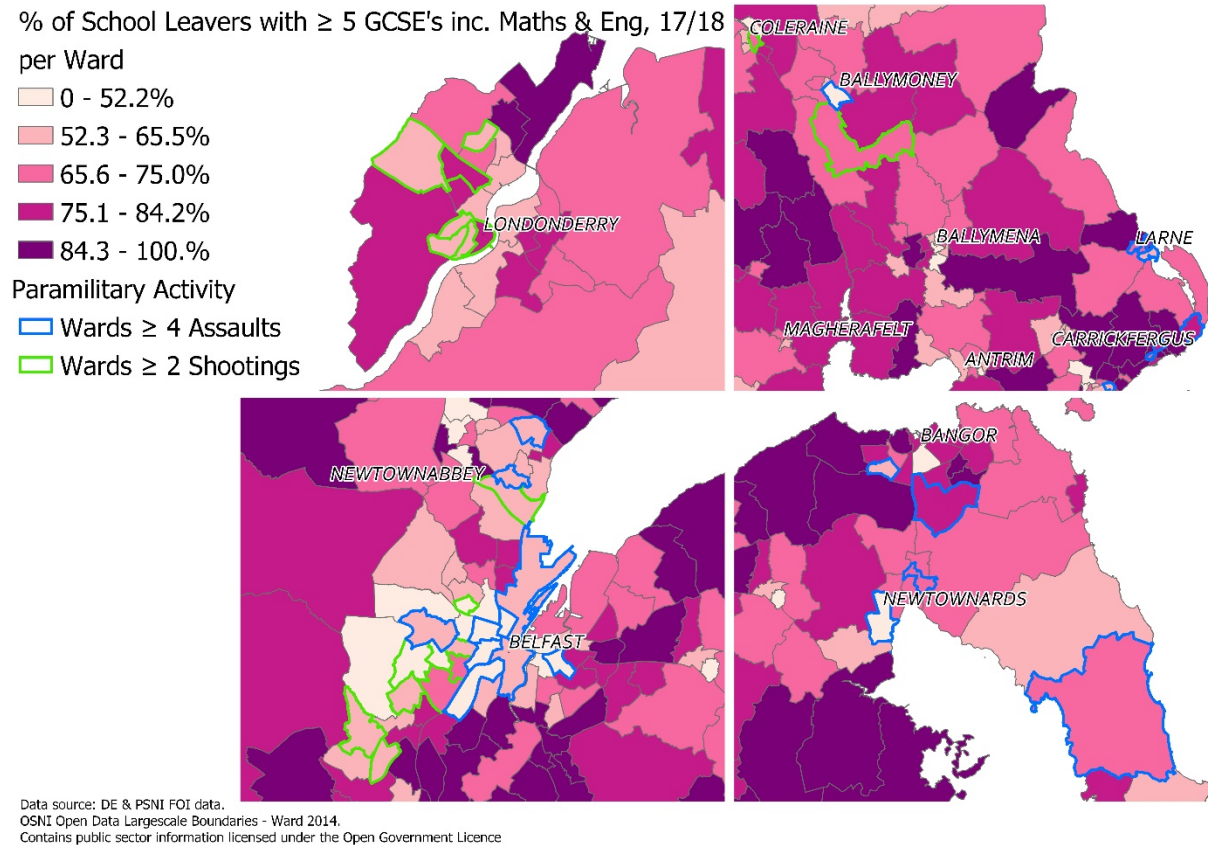 % of School Leavers with ≥ 5 GCSE's inc. Maths & Eng, 17/18
per Ward
0 - 52.2%
52.3 - 65.5%
65.6 - 75.0%
75.1 - 84.2%
84.3 - 100.%
Paramilitary Activity
Wards ≥ 4 Assaults
Wards ≥ 2 Shootings
LONDONDERRY
COLERAINE
BALLYMONEY
BALLYMENA
LARNE
MAGHERAFELT
CARRICKFERGUS
ANTRIM
NEWTOWNABBEY
BELFAST
BANGOR
NEWTOWNARDS
Data source: DE & PSNI FOI data.
OSNI Open Data Largescale Boundaries - Ward 2014.
Contains public sector information licensed under the Open Government Licence